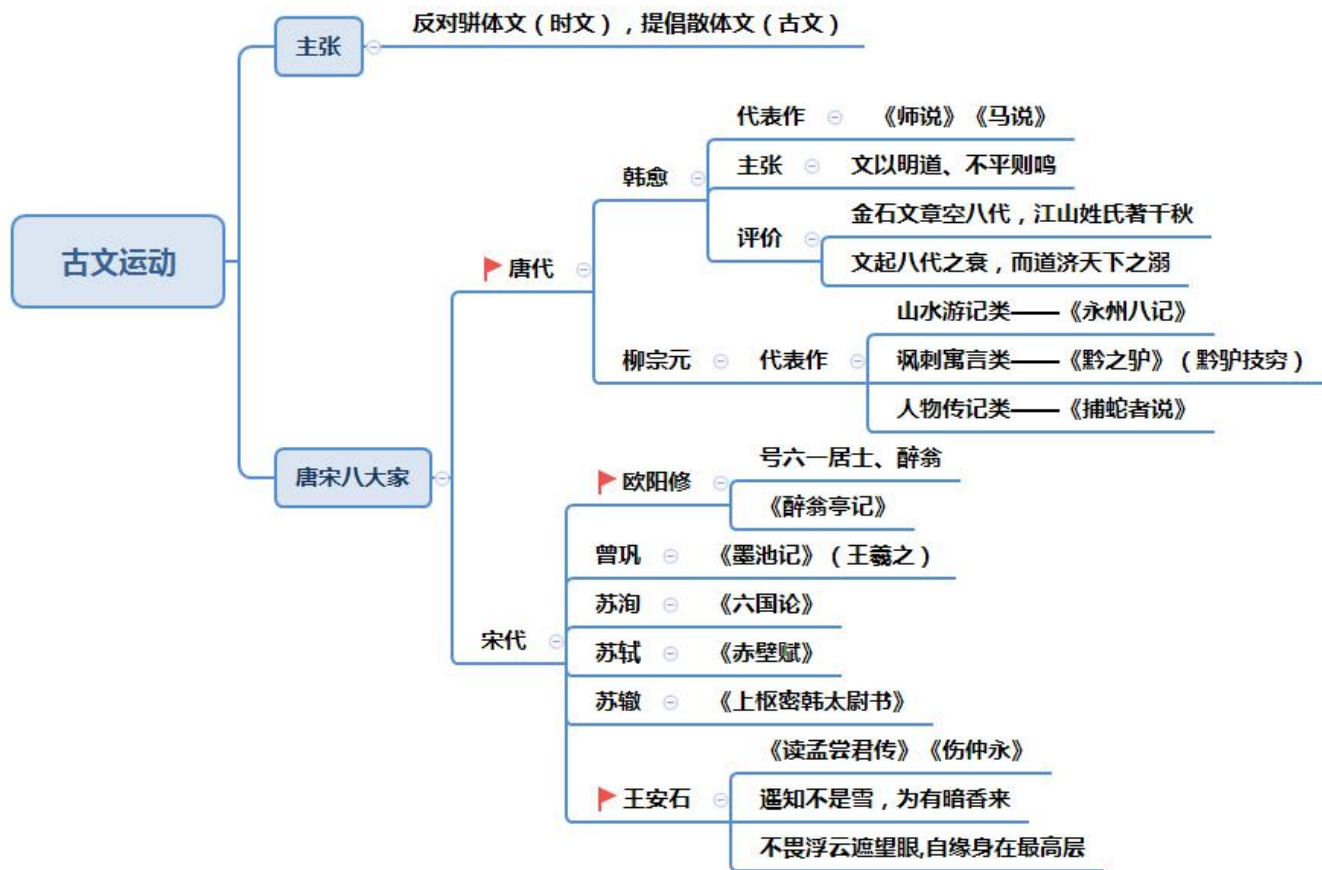 古文运动
主张
反对骈体文（时文），提倡散体文（古文）
唐宋八大家
唐代
韩愈
代表作
《师说》《马说》
主张
文以明道、不平则鸣
评价
金石文章空八代，江山姓氏著千秋
文起八代之衰，而道济天下之溺
柳宗元
代表作
山水游记类——《永州八记》
讽刺寓言类——《黔之驴》（黔驴技穷）
人物传记类——《捕蛇者说》
宋代
欧阳修
号六一居士、醉翁
《醉翁亭记》
曾巩
《墨池记》（王羲之）
苏洵
《六国论》
苏轼
《赤壁赋》
苏辙
《上枢密韩太尉书》
王安石
《读孟尝君传》《伤仲永》
遥知不是雪，为有暗香来
不畏浮云遮望眼,自缘身在最高层